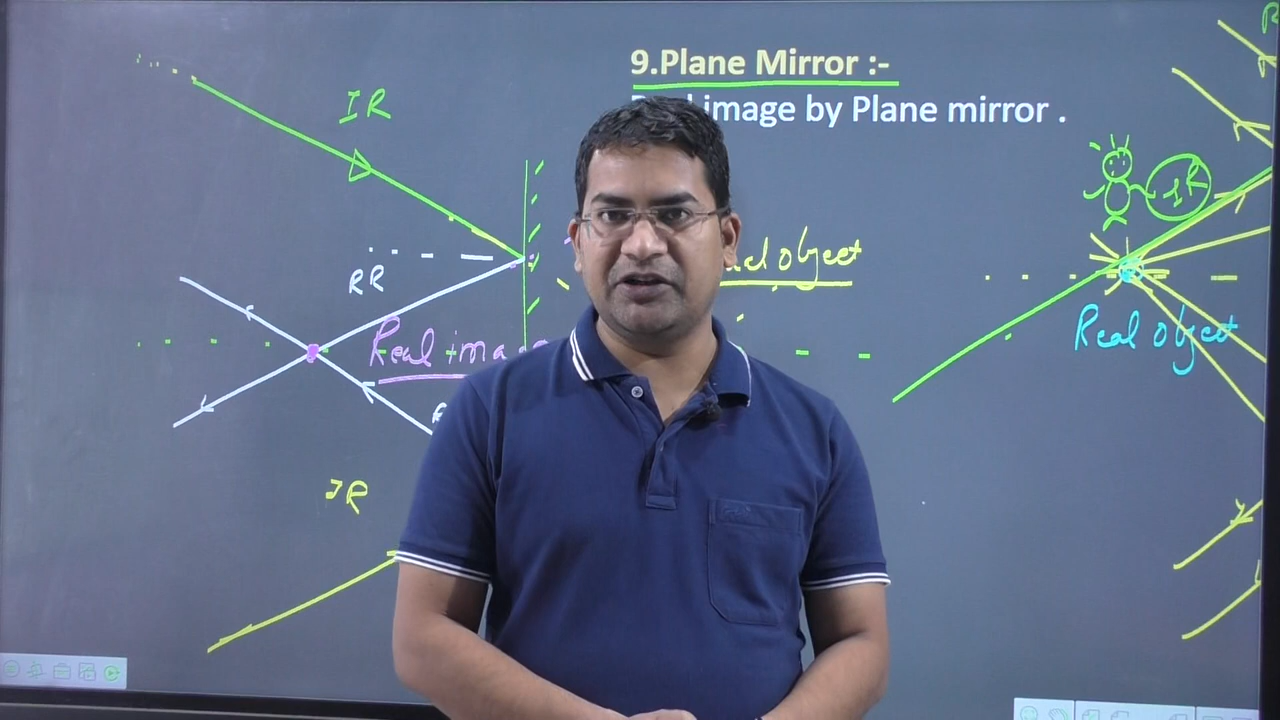 9.Plane Mirror :-
image by Plane mirror .
IR
IR
object
RR
Real object
Real image
IR